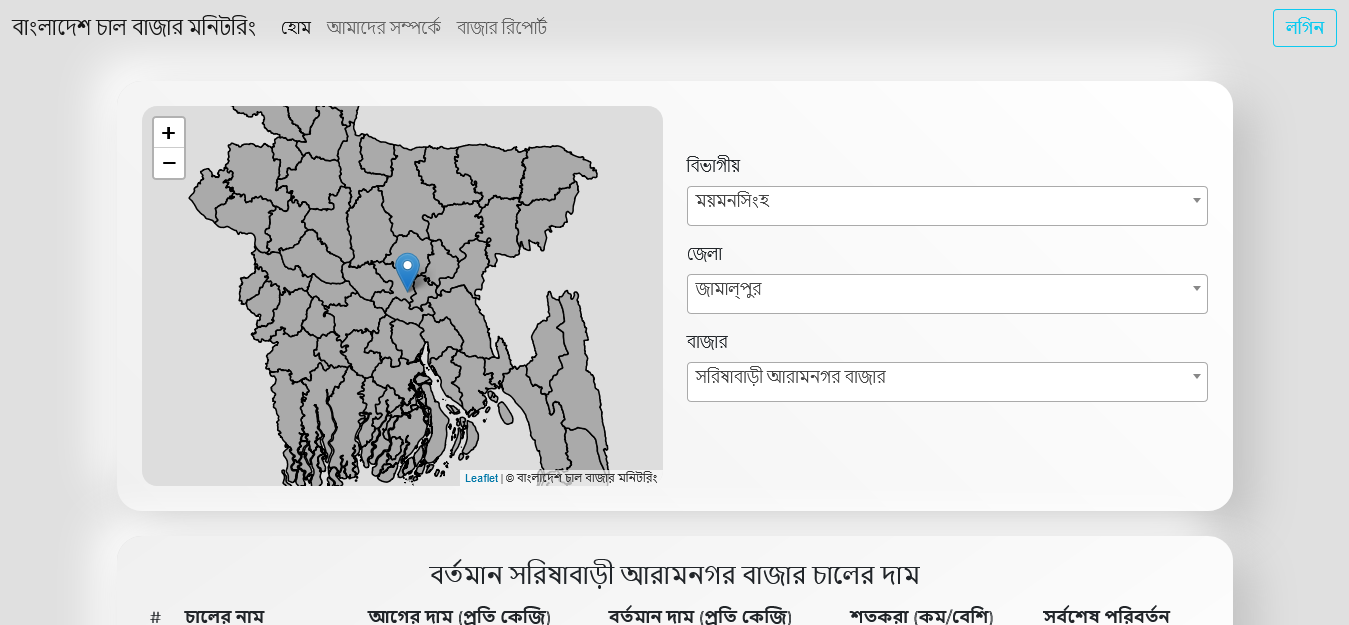 বাংলাদেশ চাল বাজার মনিটরিং হোম আমাদের সম্পর্কে বাজার রিপোর্ট লগিন
+
−
বিভাগীয়
ময়মনসিংহ
জেলা
জামাল্পুর
বাজার
সরিষাবাড়ী আরামনগর বাজার
Leaflet | © বাংলাদেশ চাল বাজার মনিটরিং
বর্তমান সরিষাবাড়ী আরামনগর বাজার চালের দাম
# চালের নাম আগের দাম (প্রতি কেজি) বর্তমান দাম (প্রতি কেজি) শতকরা (কম/বেশি) সর্বশেষ পরিবর্তন